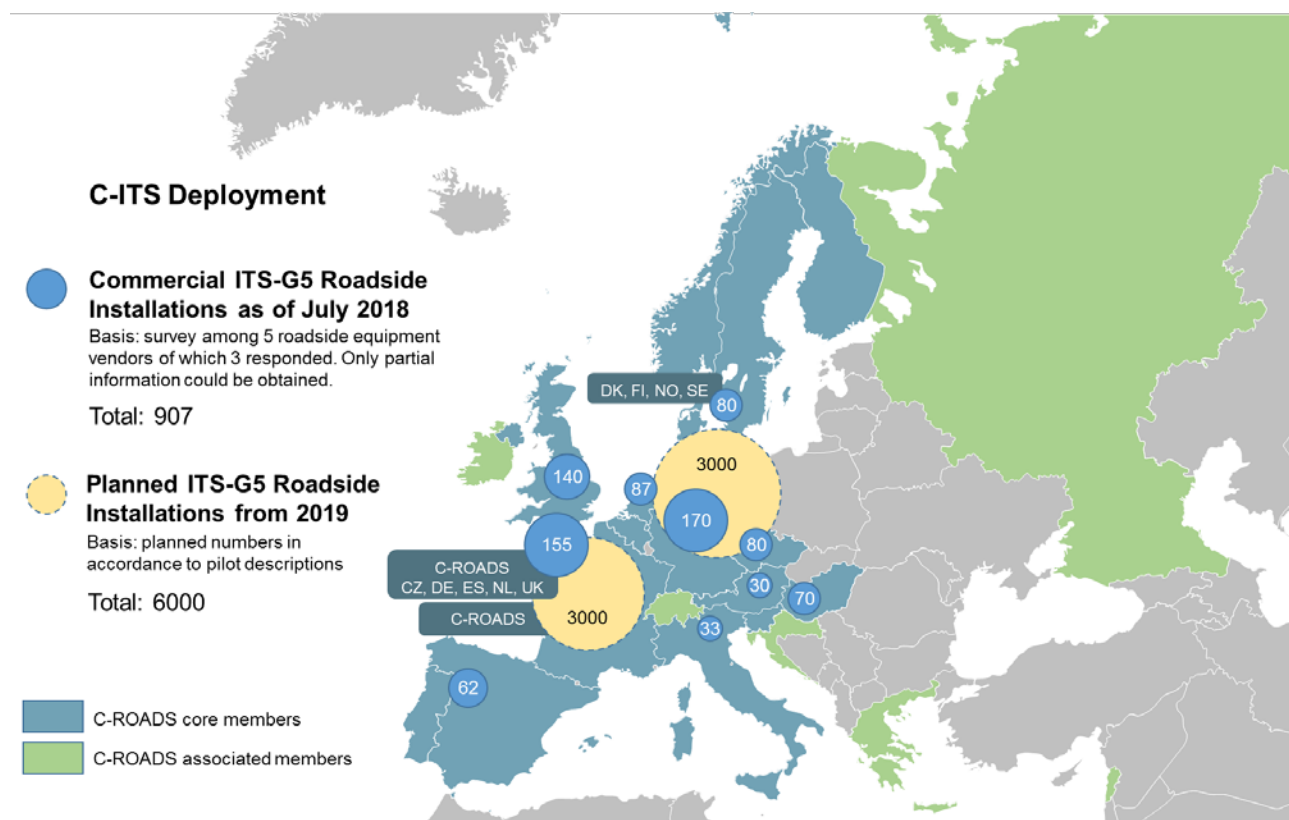 C-ITS Deployment
Commercial ITS-G5 Roadside
Installations as of July 2018
Basis: survey among 5 roadside equipment
vendors of which 3 responded. Only partial
information could be obtained.
Total: 907
Planned ITS-G5 Roadside
Installations from 2019
Basis: planned numbers in
accordance to pilot descriptions
Total: 6000
C-ROADS core members
C-ROADS associated members
DK, FI, NO, SE
80
3000
140
87
170
155
80
C-ROADS
CZ, DE, ES, NL, UK
30
70
C-ROADS
3000
33
62